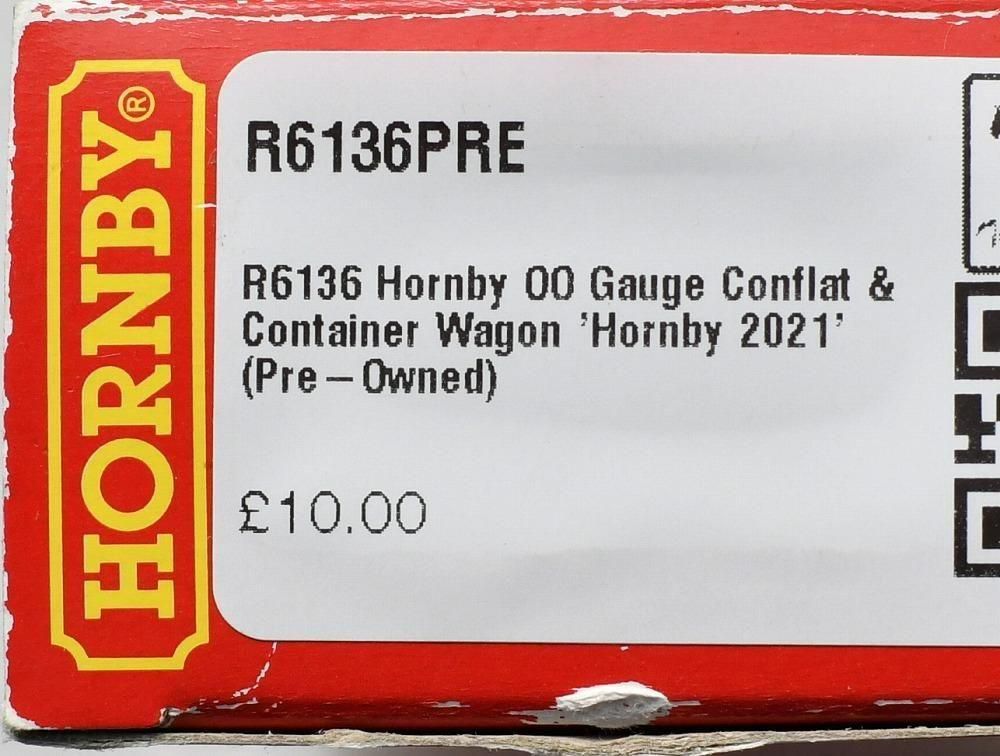 HORNBY®
R6136PRE
R6136 Hornby OO Gauge Conflat &
Container Wagon 'Hornby 2021'
(Pre-Owned)
£10.00